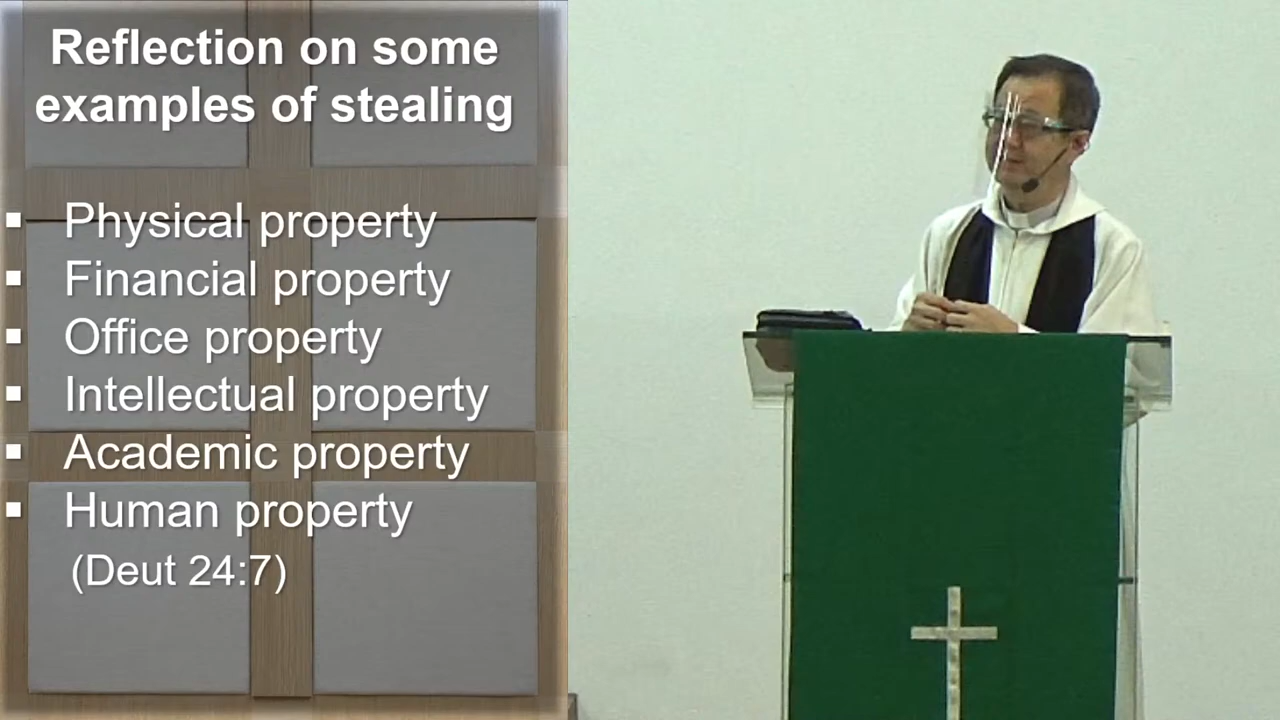 Reflection on some
examples of stealing
▪ Physical property
▪ Financial property
▪ Office property
▪ Intellectual property
▪ Academic property
▪ Human property
(Deut 24:7)